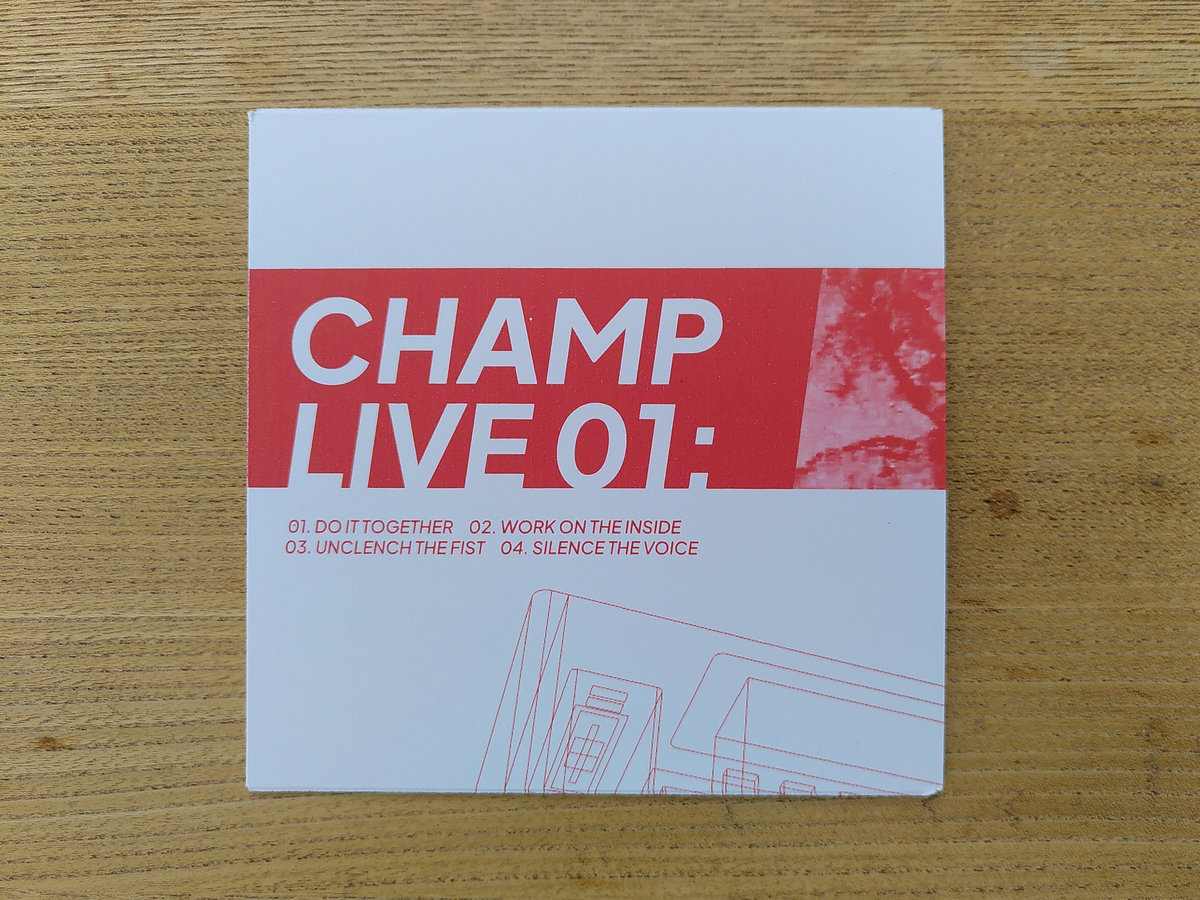 CHAMP
LIVE 01:
01. DO IT TOGETHER 02. WORK ON THE INSIDE
03. UNCLENCH THE FIST 04. SILENCE THE VOICE